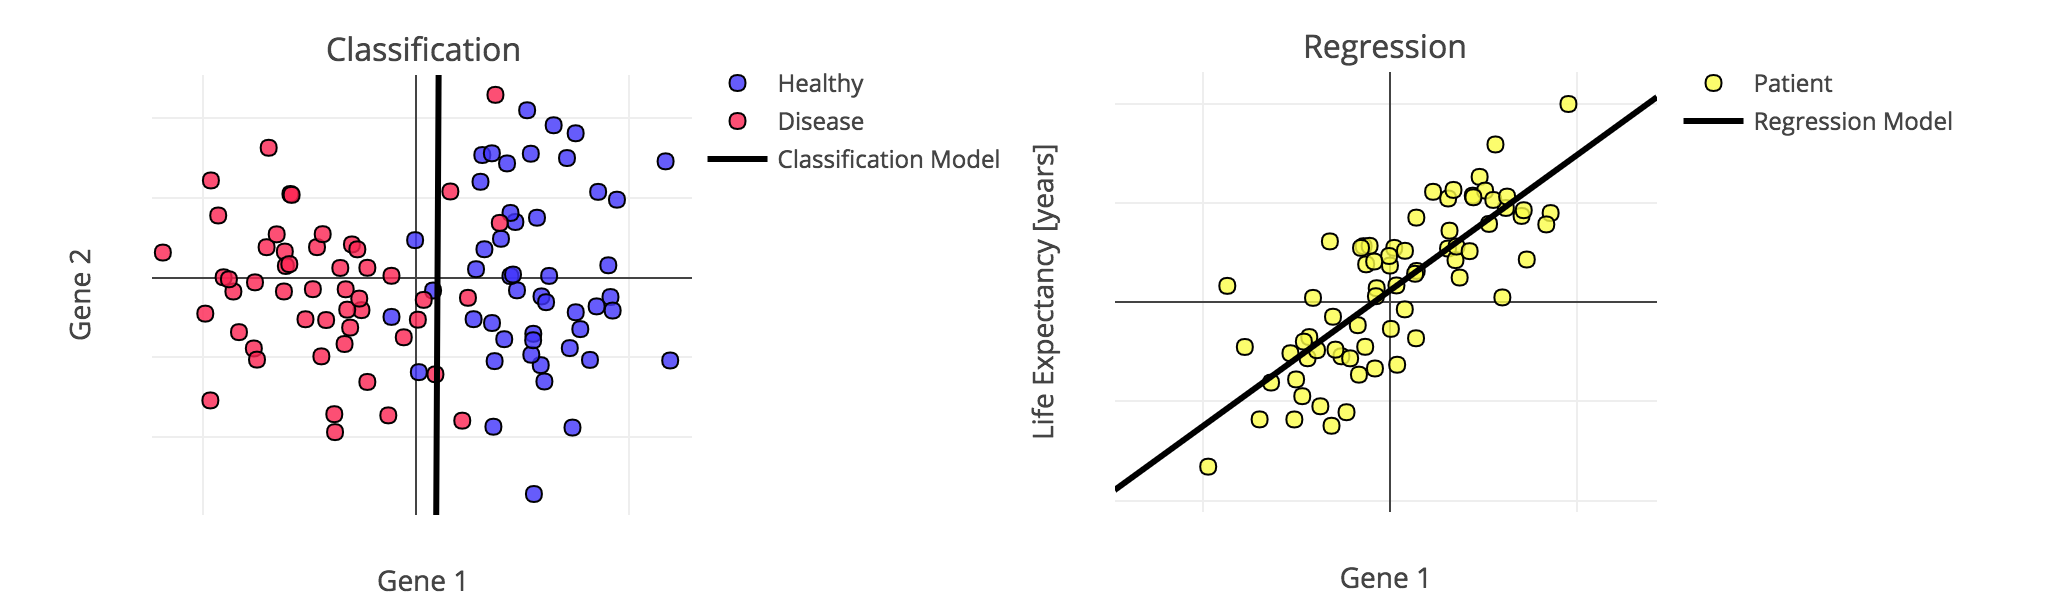 Classification
Healthy
Disease
Classification Model
Gene 2
Gene 1
Regression
Patient
Regression Model
Life Expectancy [years]
Gene 1